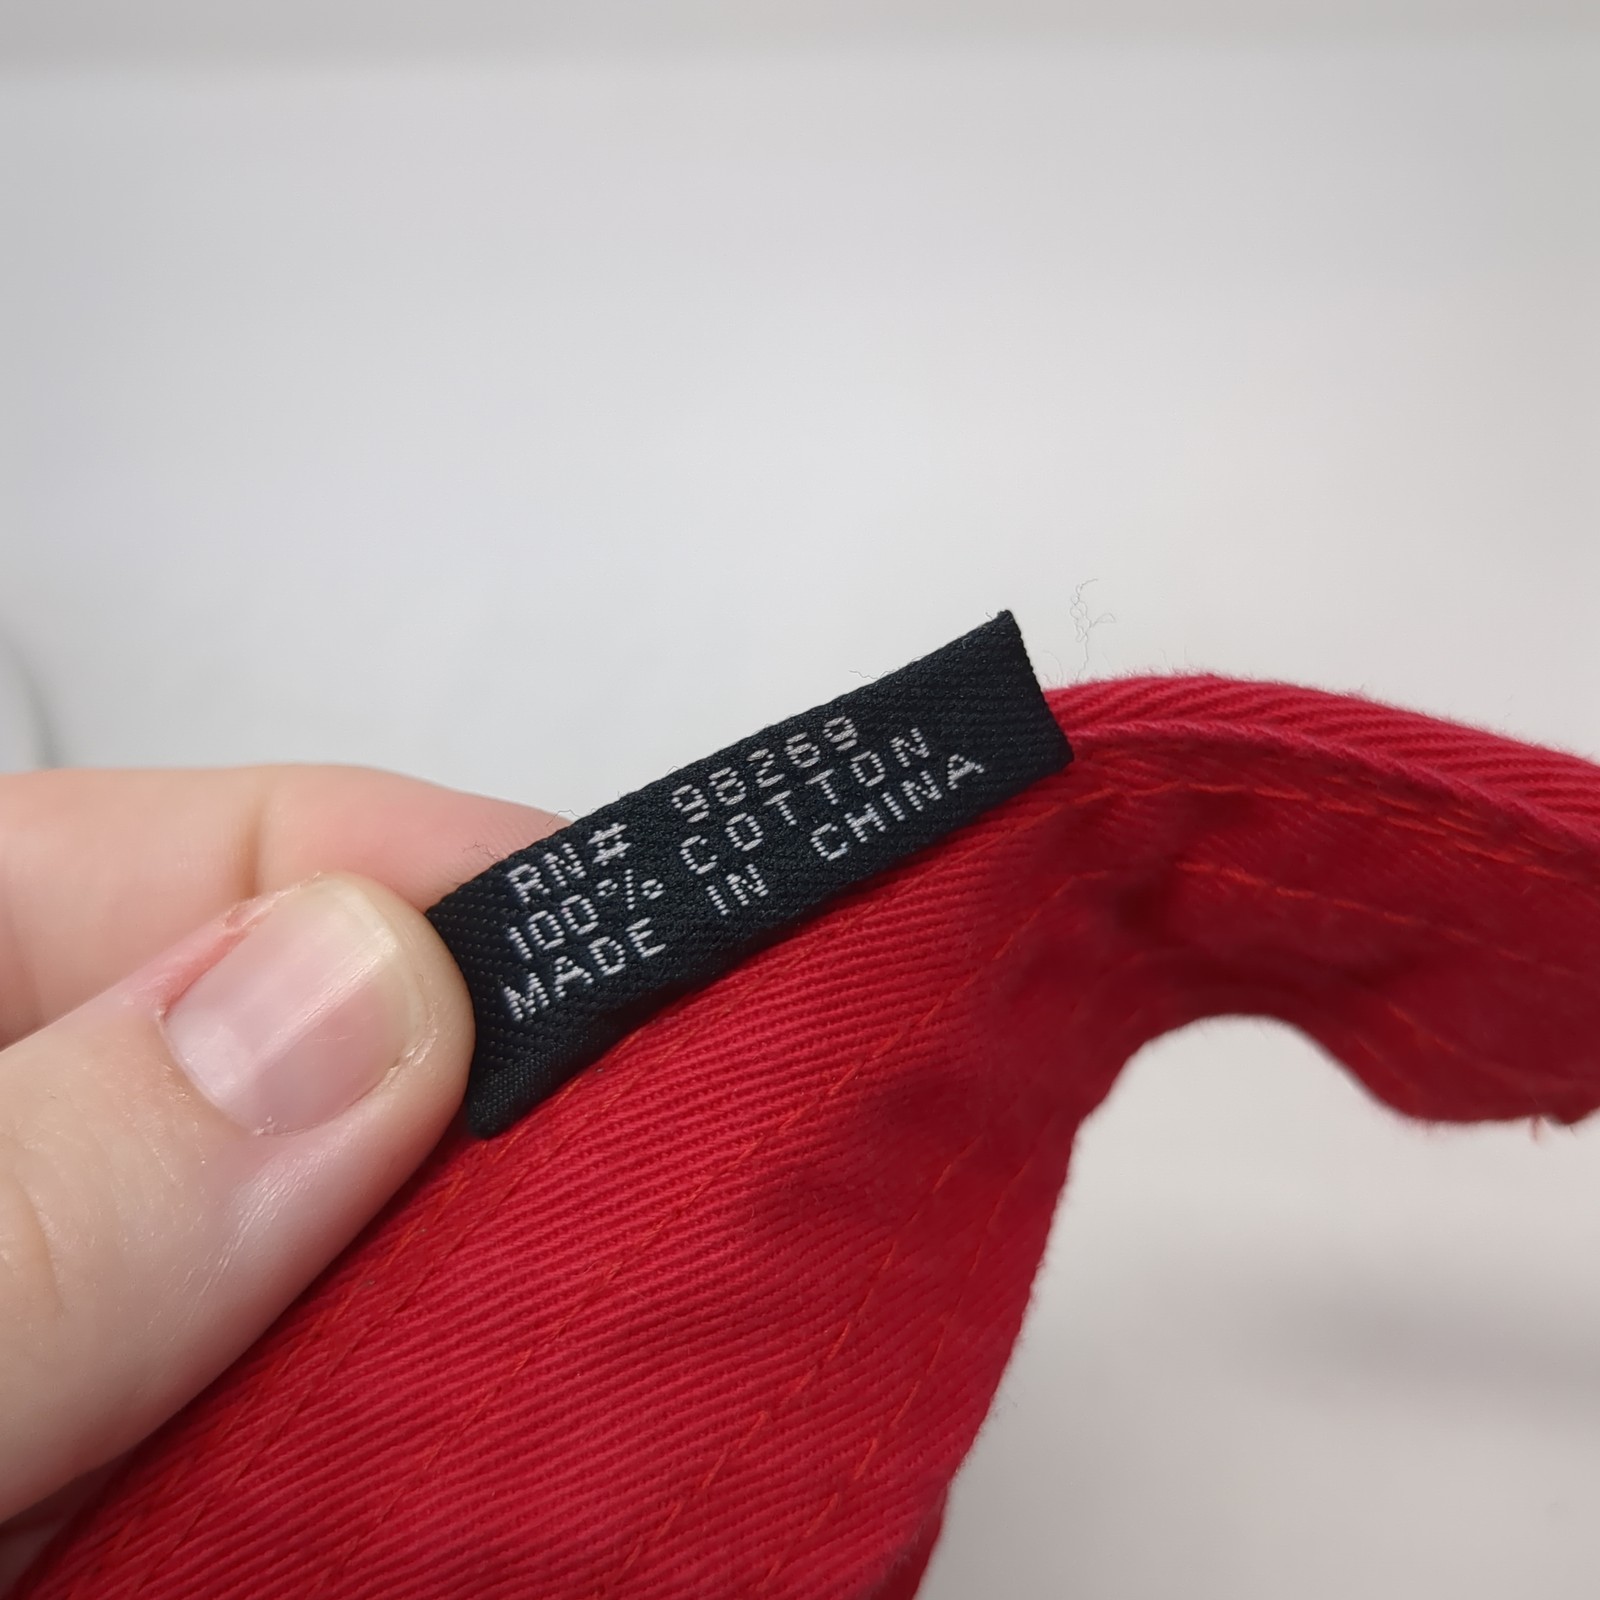 RN# 98269
100% COTTON
MADE IN CHINA